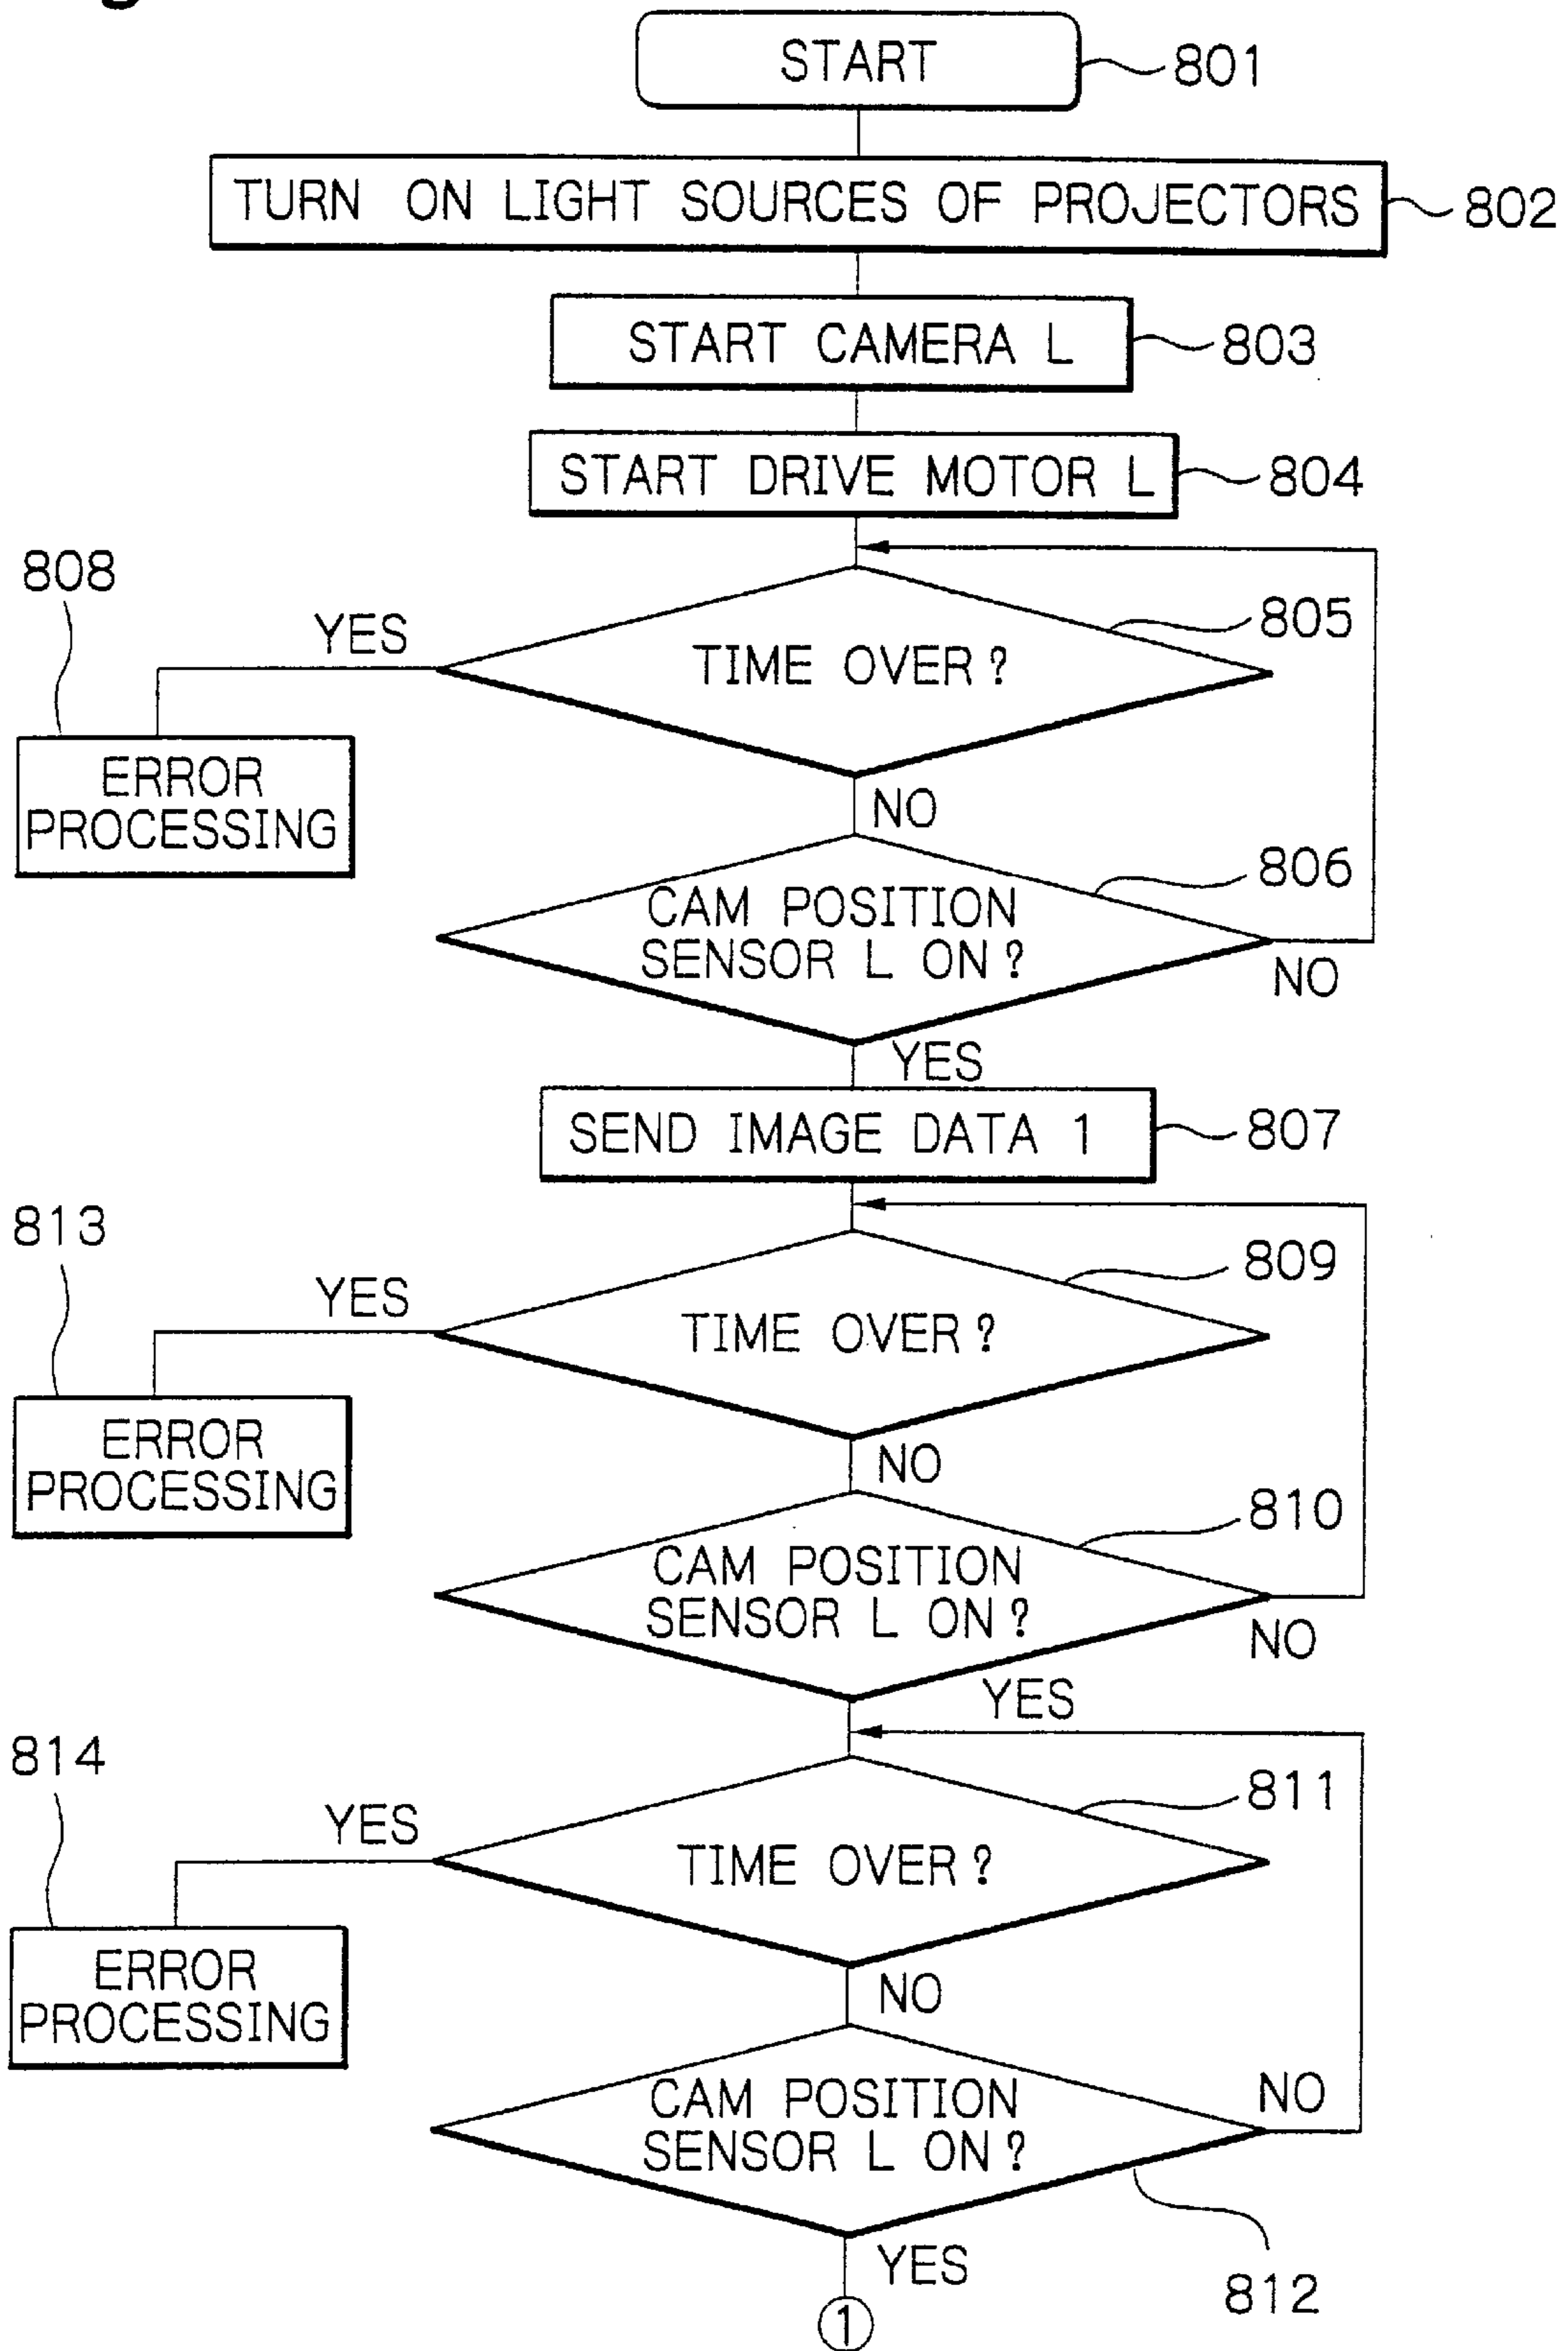 START
801
TURN ON LIGHT SOURCES OF PROJECTORS
802
START CAMERA L
803
START DRIVE MOTOR L
804
808
YES
TIME OVER?
805
ERROR
PROCESSING
NO
806
CAM POSITION
SENSOR L ON?
NO
YES
SEND IMAGE DATA 1
807
813
YES
TIME OVER?
809
ERROR
PROCESSING
NO
810
CAM POSITION
SENSOR L ON?
NO
YES
814
YES
TIME OVER?
811
ERROR
PROCESSING
NO
CAM POSITION
SENSOR L ON?
NO
YES
812
1